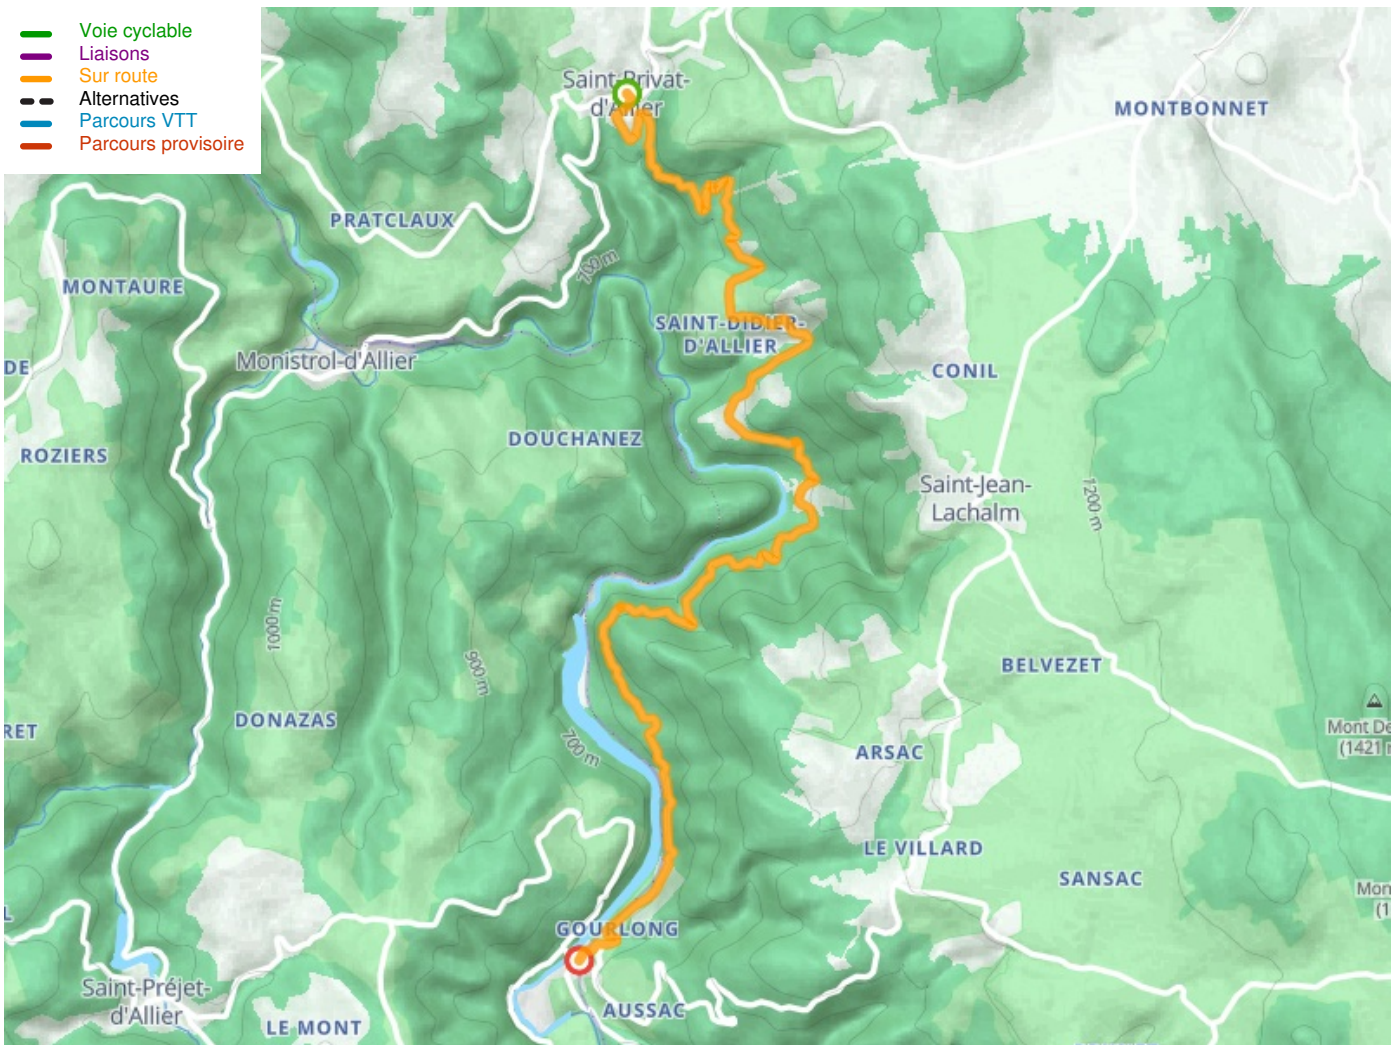 Voie cyclable
Liaisons
Sur route
Alternatives
Parcours VTT
Parcours provisoire
Saint-Privat-
d'Allier
MONTBONNET
PRATCLAUX
700 m
MONTAURE
SAINT-DIDIER-
D'ALLIER
Monistrol-d'Allier
DE
CONIL
DOUCHANEZ
ROZIERS
Saint-Jean-
Lachalm
1200 m
1000 m
900 m
BELVEZET
DONAZAS
RET
700 m
ARSAC
Mont De
(1421 m
LE VILLARD
SANSAC
Mon
(1
L
GOURLONG
Saint-Préjet-
d'Allier
AUSSAC
LE MONT